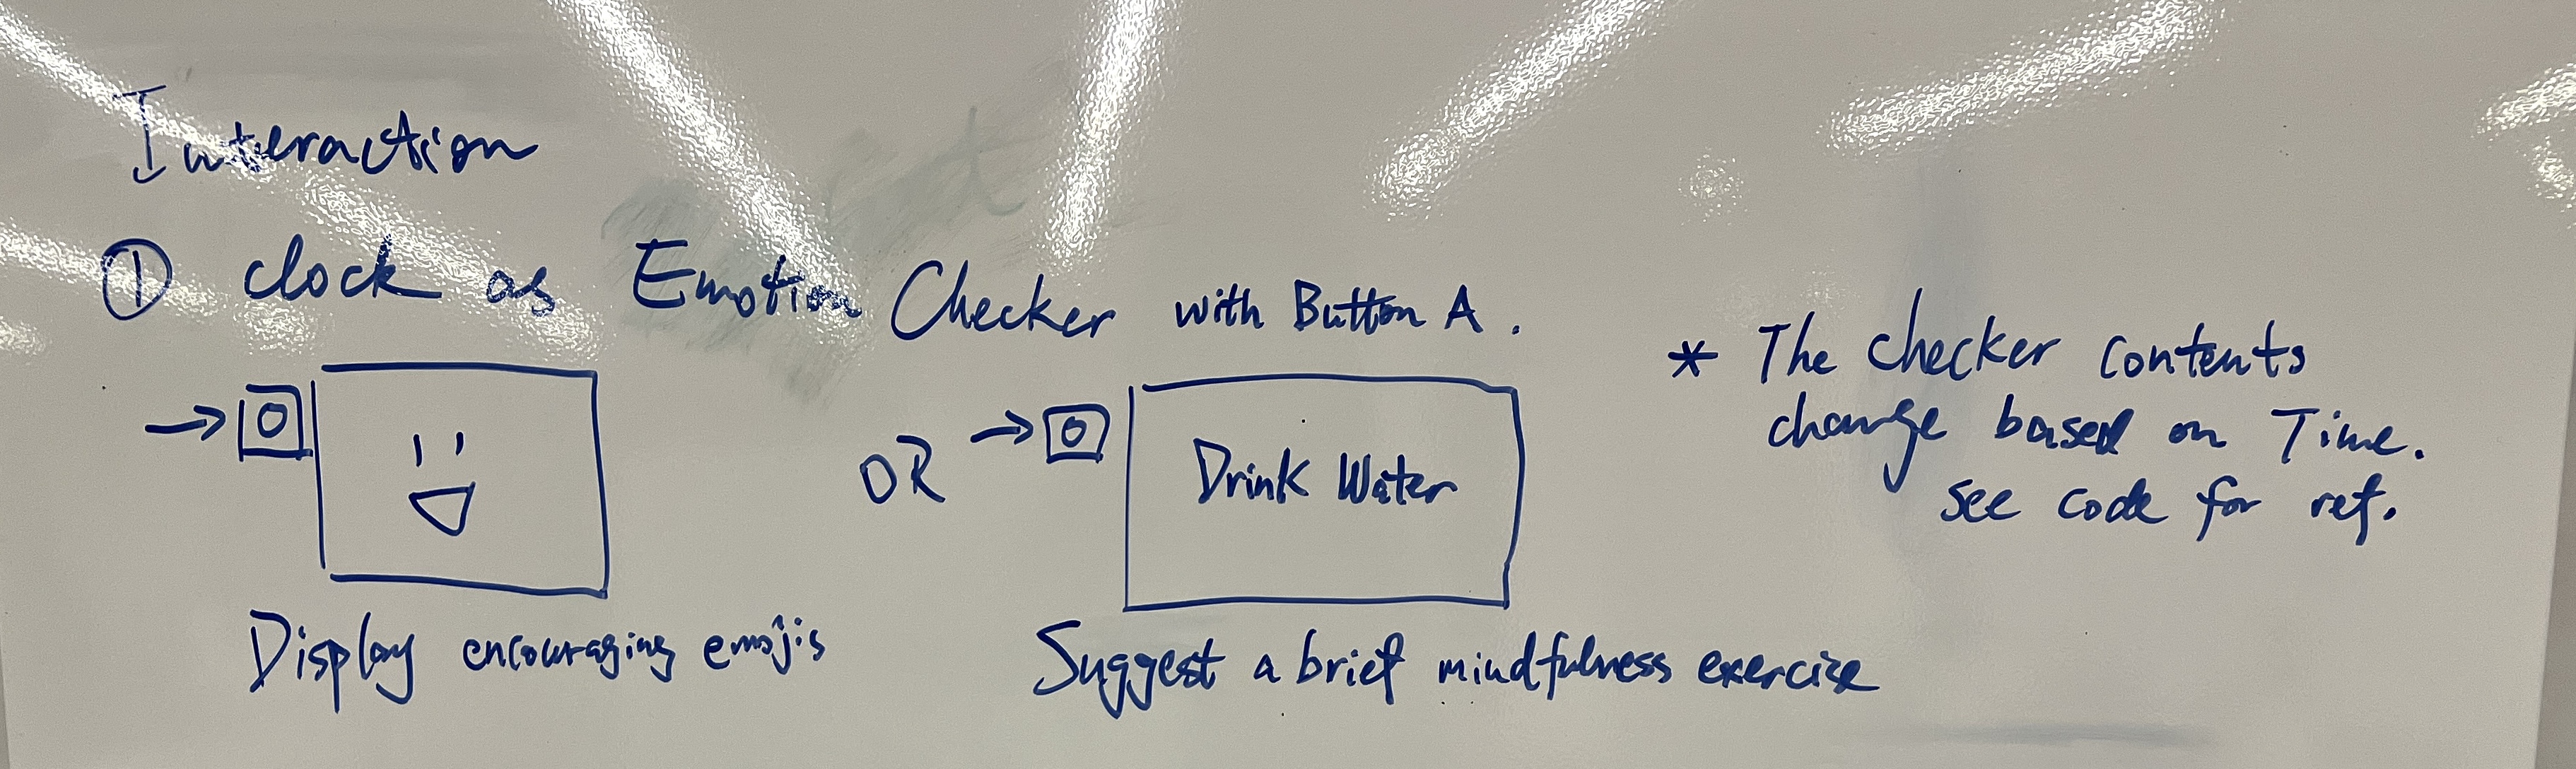 Interaction
① Clock as Emotion Checker with Button A.
OR
Drink Water
Display encouraging emojis
Suggest a brief mindfulness exercise
* The checker contents
change based on Time.
see code for ref.